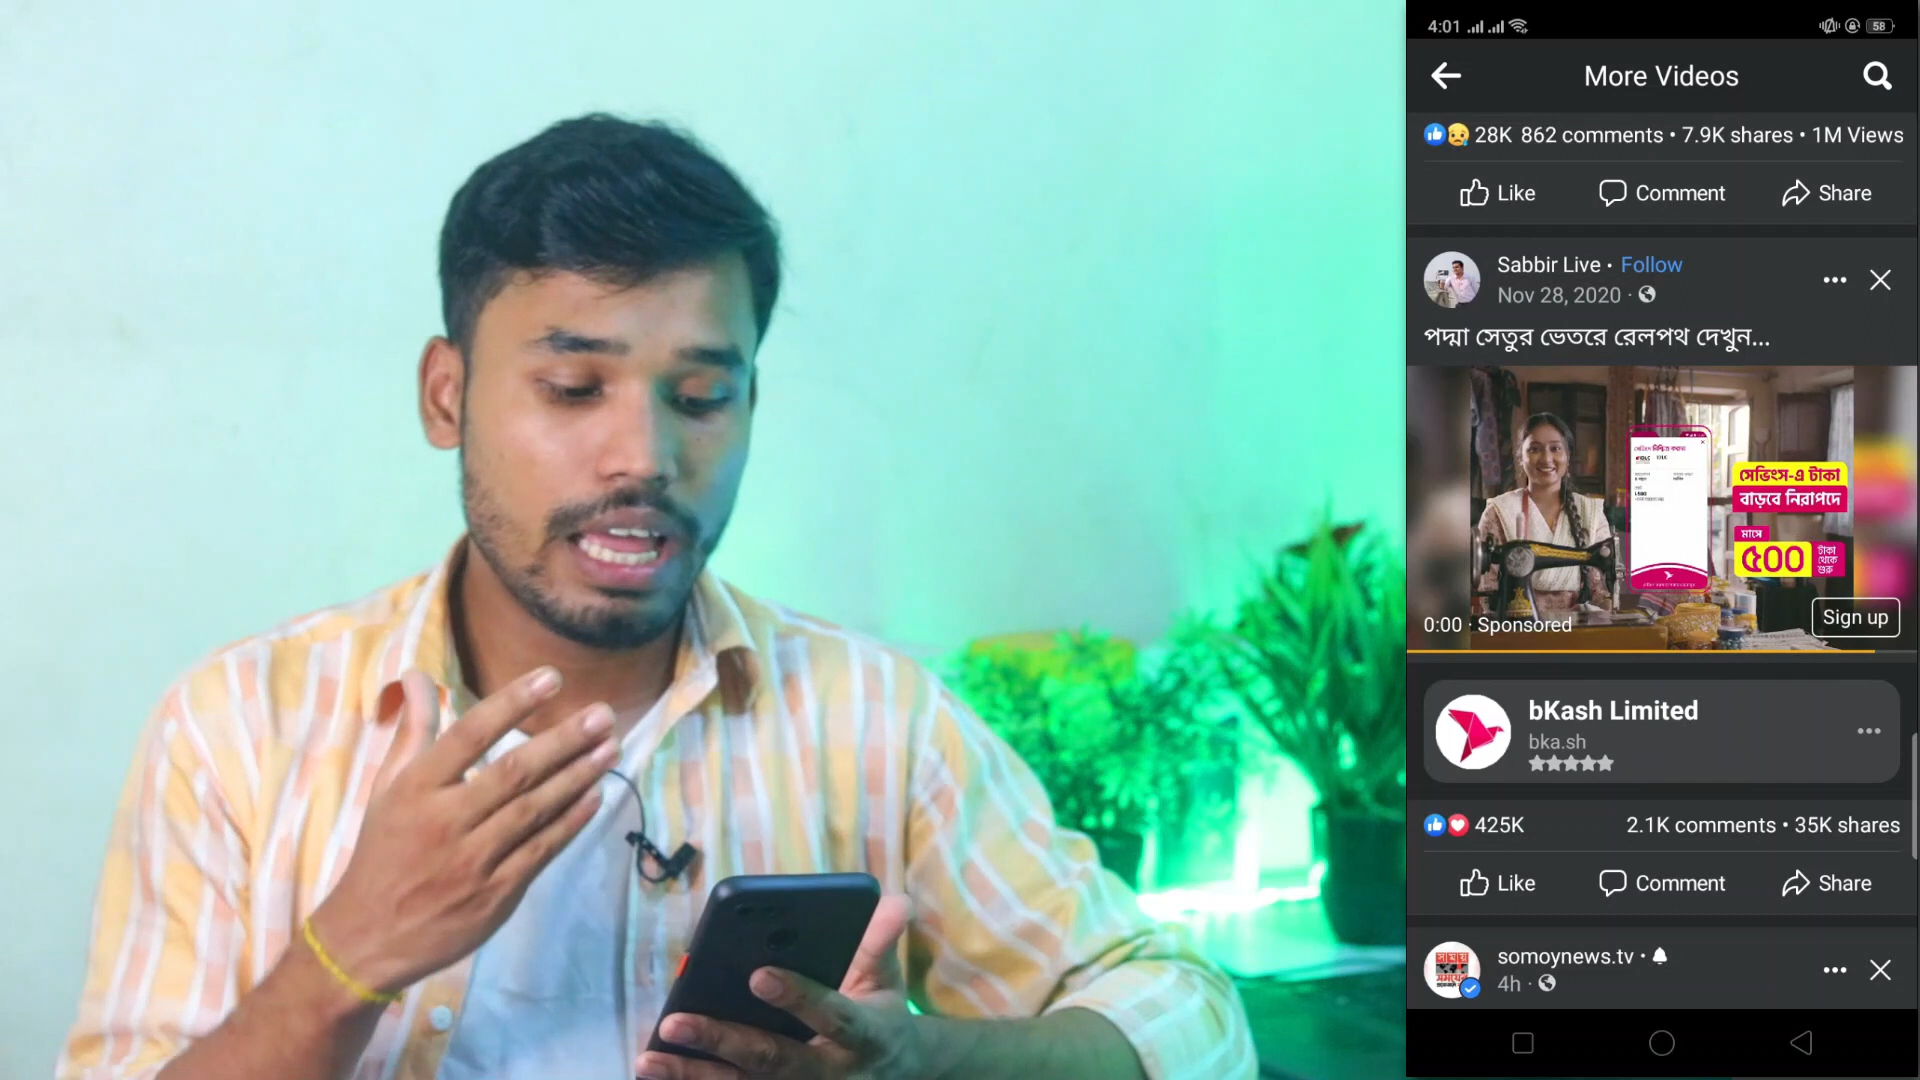 4:01
58
More Videos
28K 862 comments • 7.9K shares • 1M Views
Like Comment Share
Sabbir Live • Follow
Nov 28, 2020 ·
পদ্মা সেতুর ভেতরে রেলপথ দেখুন...
সেভিংস-এ টাকা
বাড়বে নিরাপদে
মাসে
৫০০ টাকা থেকে শুরু
0:00 · Sponsored
Sign up
bKash Limited
bka.sh
425K 2.1K comments • 35K shares
Like Comment Share
somoynews.tv •
4h ·